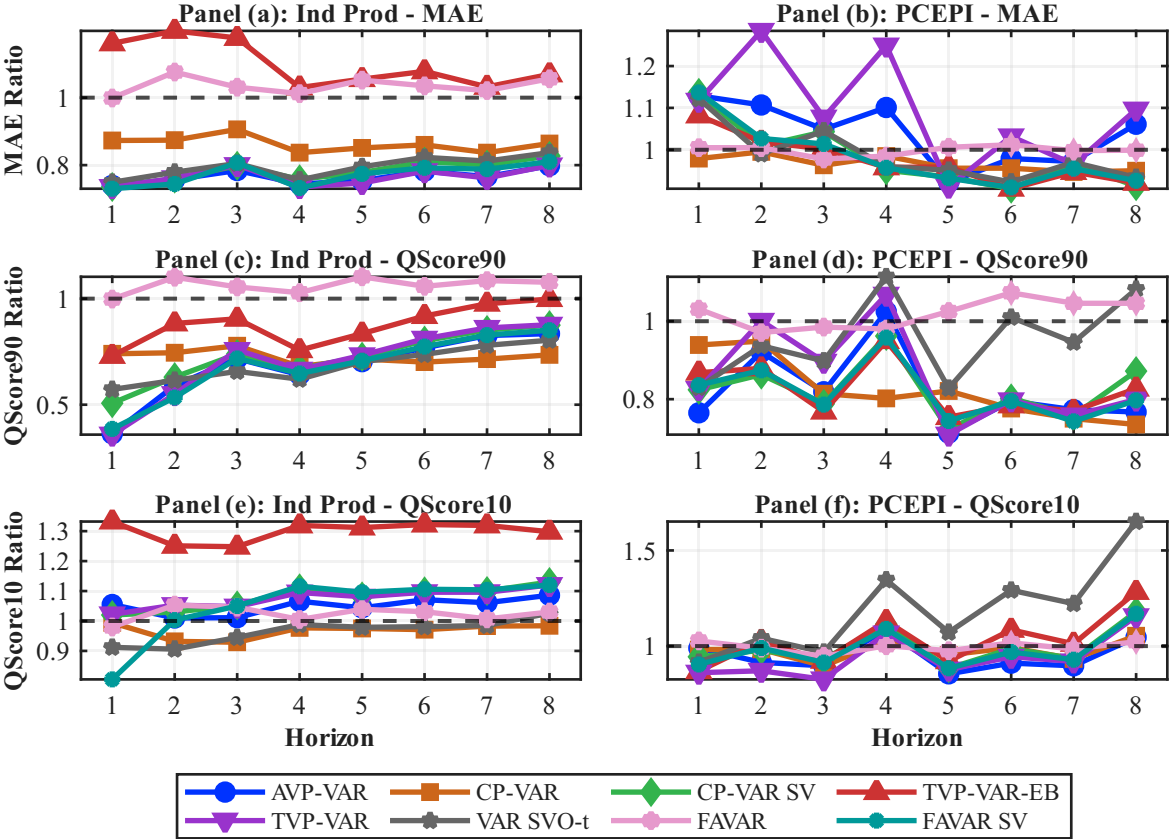 Panel (a): Ind Prod - MAE
MAE Ratio
1
0.8
1 2 3 4 5 6 7 8
Panel (b): PCEPI - MAE
1.2
1.1
1
1 2 3 4 5 6 7 8
Panel (c): Ind Prod - QScore90
QScore90 Ratio
1
0.5
1 2 3 4 5 6 7 8
Panel (d): PCEPI - QScore90
1
0.8
1 2 3 4 5 6 7 8
Panel (e): Ind Prod - QScore10
QScore10 Ratio
1.3
1.2
1.1
1
0.9
1 2 3 4 5 6 7 8
Horizon
Panel (f): PCEPI - QScore10
1.5
1
1 2 3 4 5 6 7 8
Horizon
AVP-VAR CP-VAR CP-VAR SV TVP-VAR-EB
TVP-VAR VAR SVO-t FAVAR FAVAR SV